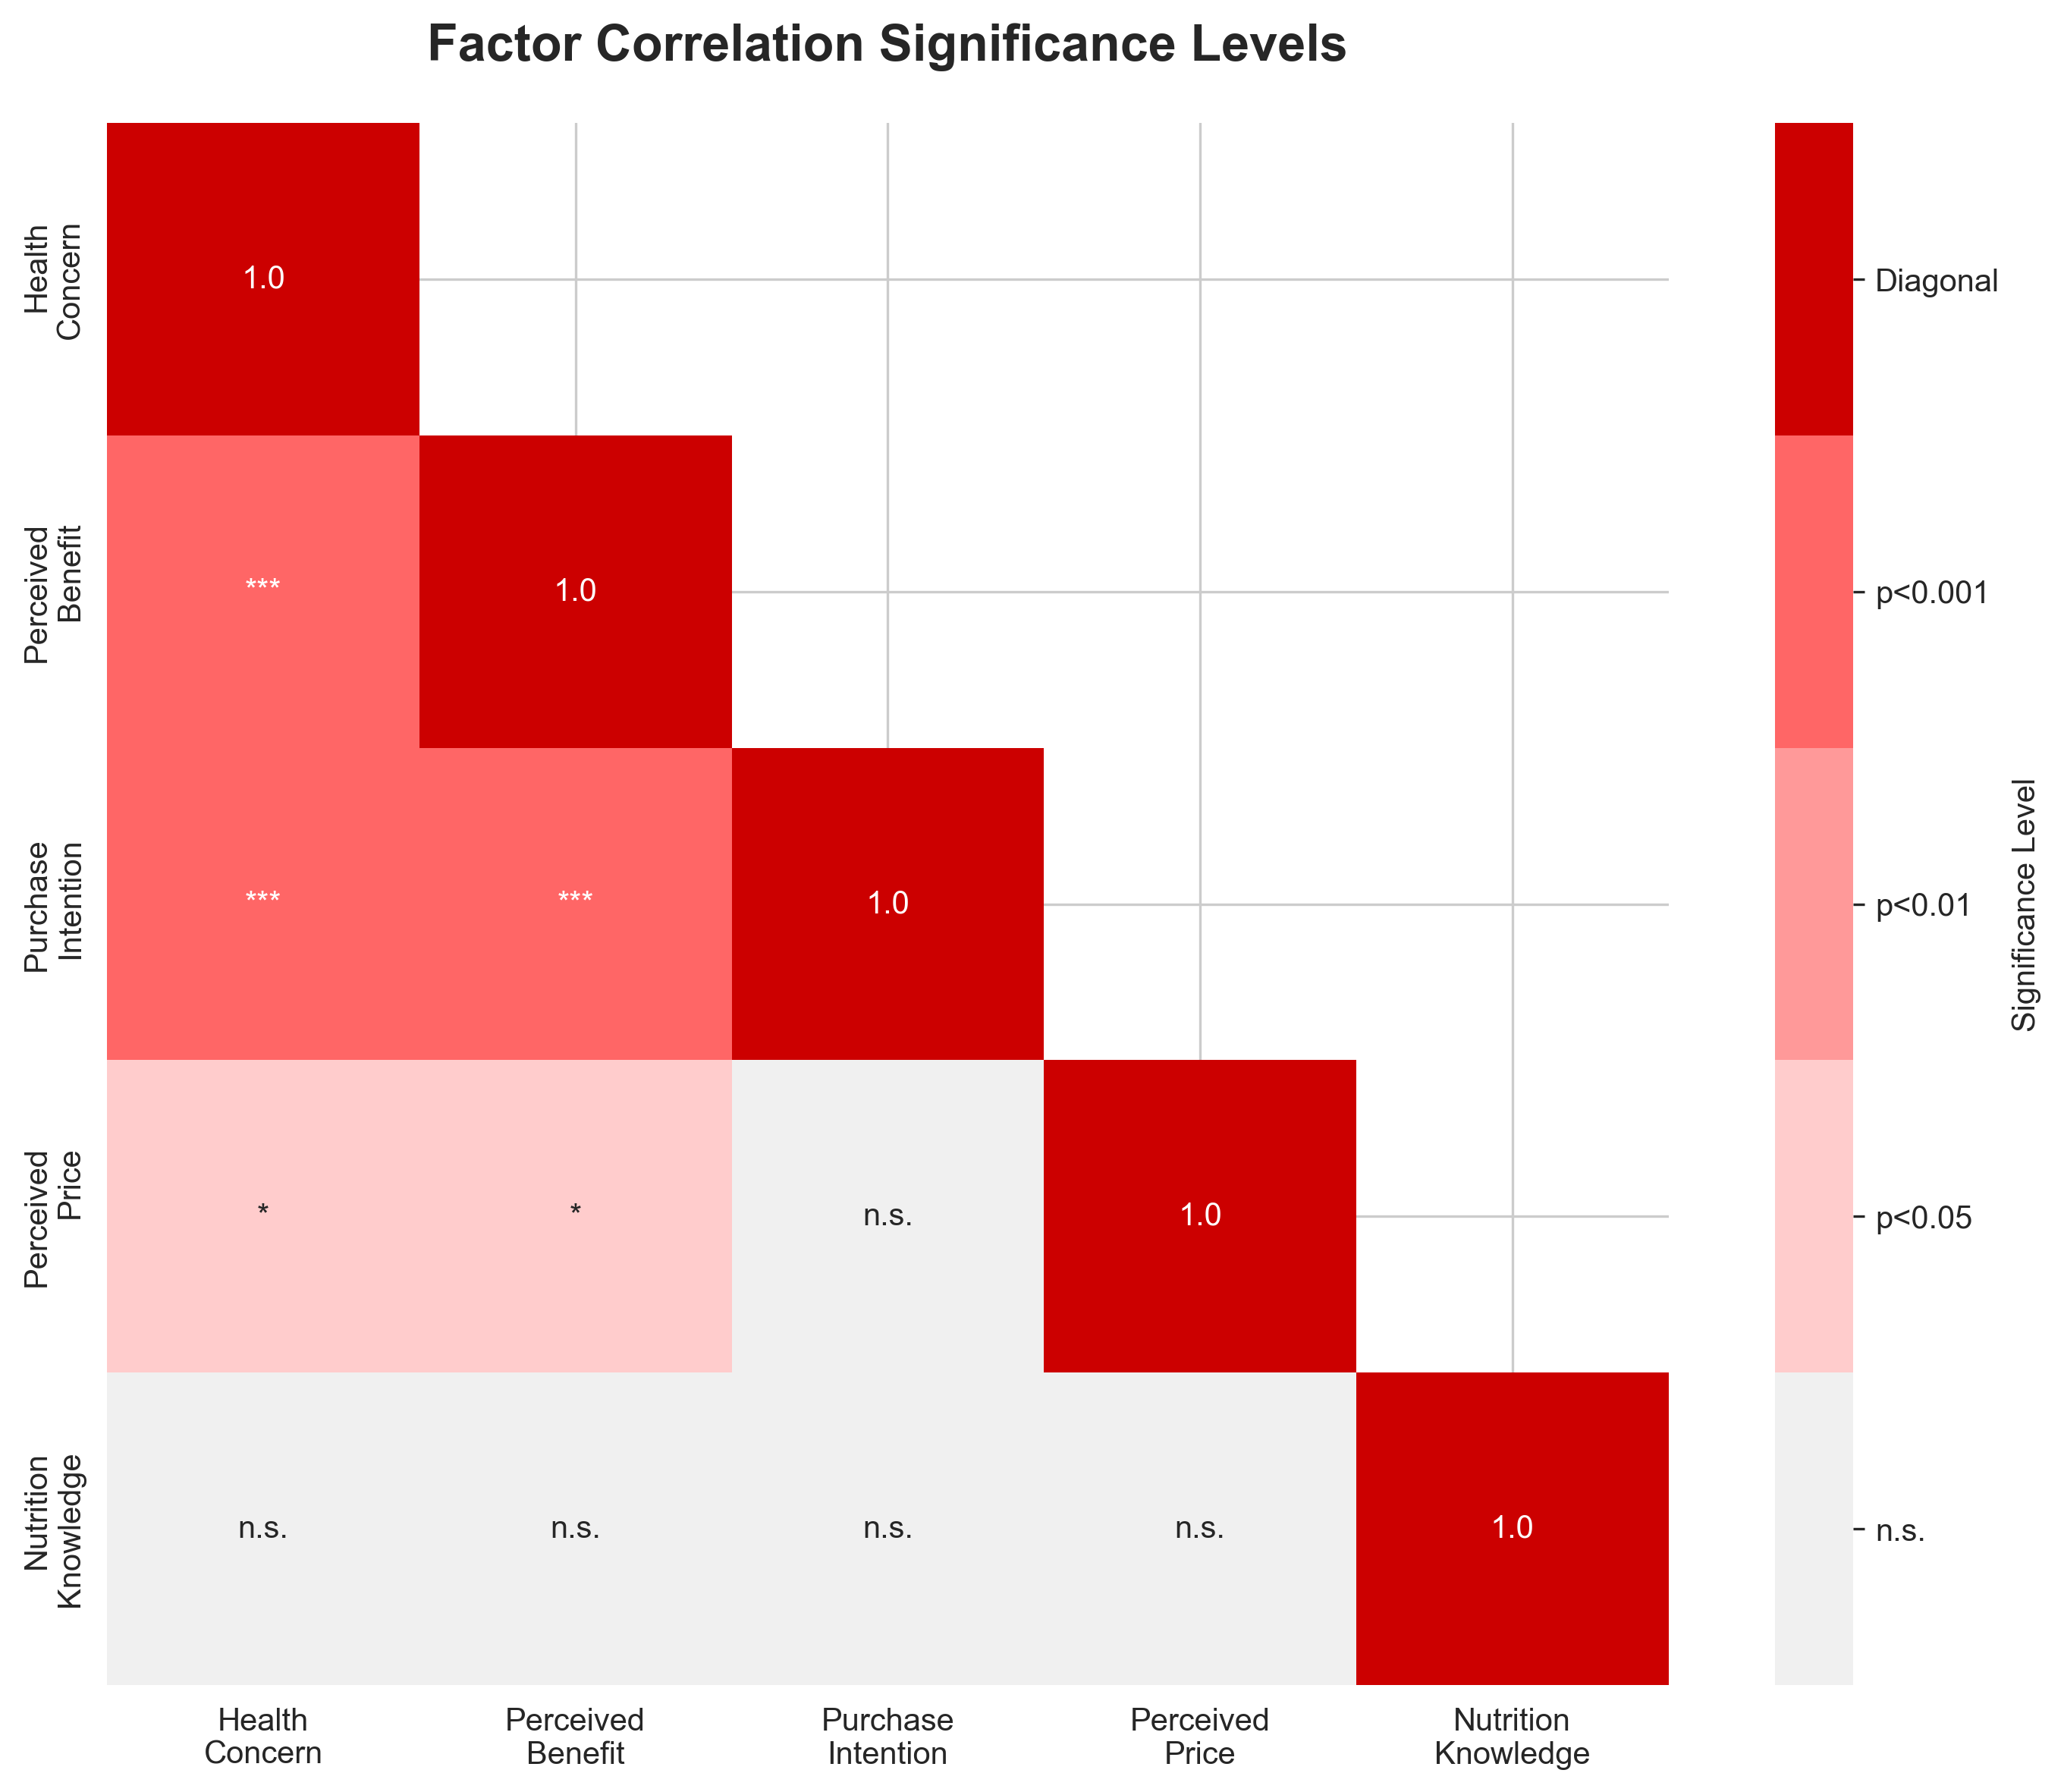 Factor Correlation Significance Levels
Health
Concern
1.0
Diagonal
Perceived
Benefit
***
1.0
p<0.001
Purchase
Intention
***
***
1.0
p<0.01
Significance Level
Perceived
Price
*
*
n.s.
1.0
p<0.05
Nutrition
Knowledge
n.s.
n.s.
n.s.
n.s.
1.0
n.s.
Health
Concern
Perceived
Benefit
Purchase
Intention
Perceived
Price
Nutrition
Knowledge